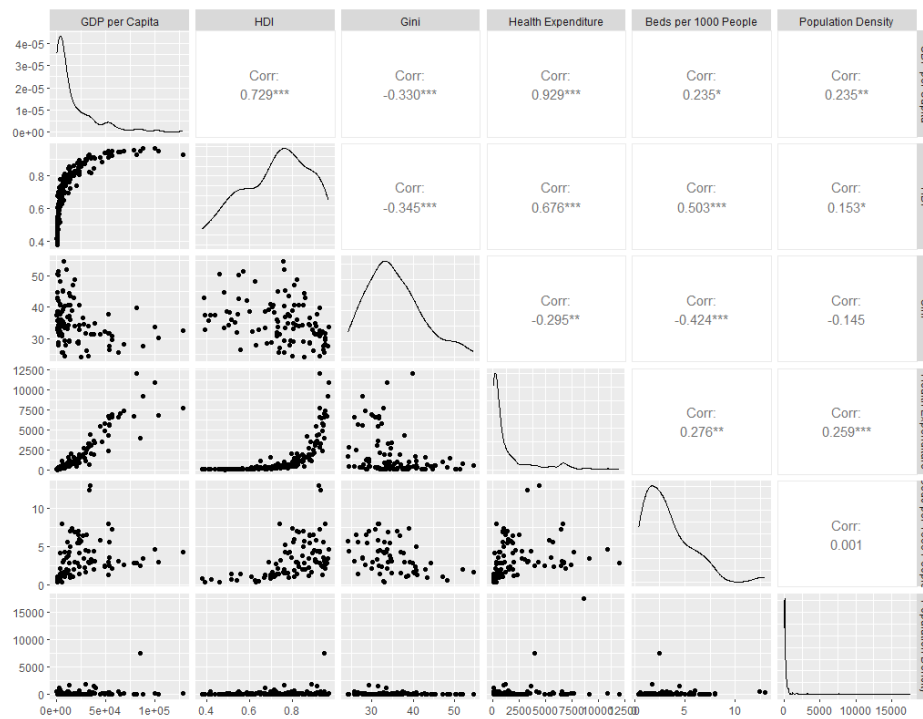 GDP per Capita HDI Gini Health Expenditure Beds per 1000 People Population Density
4e-05
3e-05
2e-05
1e-05
0e+00
Corr:
0.729***
Corr:
-0.330***
Corr:
0.929***
Corr:
0.235*
Corr:
0.235**
0.8
0.6
0.4
Corr:
-0.345***
Corr:
0.676***
Corr:
0.503***
Corr:
0.153*
50
40
30
Corr:
-0.295**
Corr:
-0.424***
Corr:
-0.145
12500
10000
7500
5000
2500
0
Corr:
0.276**
Corr:
0.259***
10
5
0
Corr:
0.001
15000
10000
5000
0
0e+00 5e+04 1e+05 0.4 0.6 0.8 30 40 50 0 2500 5000 7500 10000 12500 0 5 10 0 5000 10000 15000